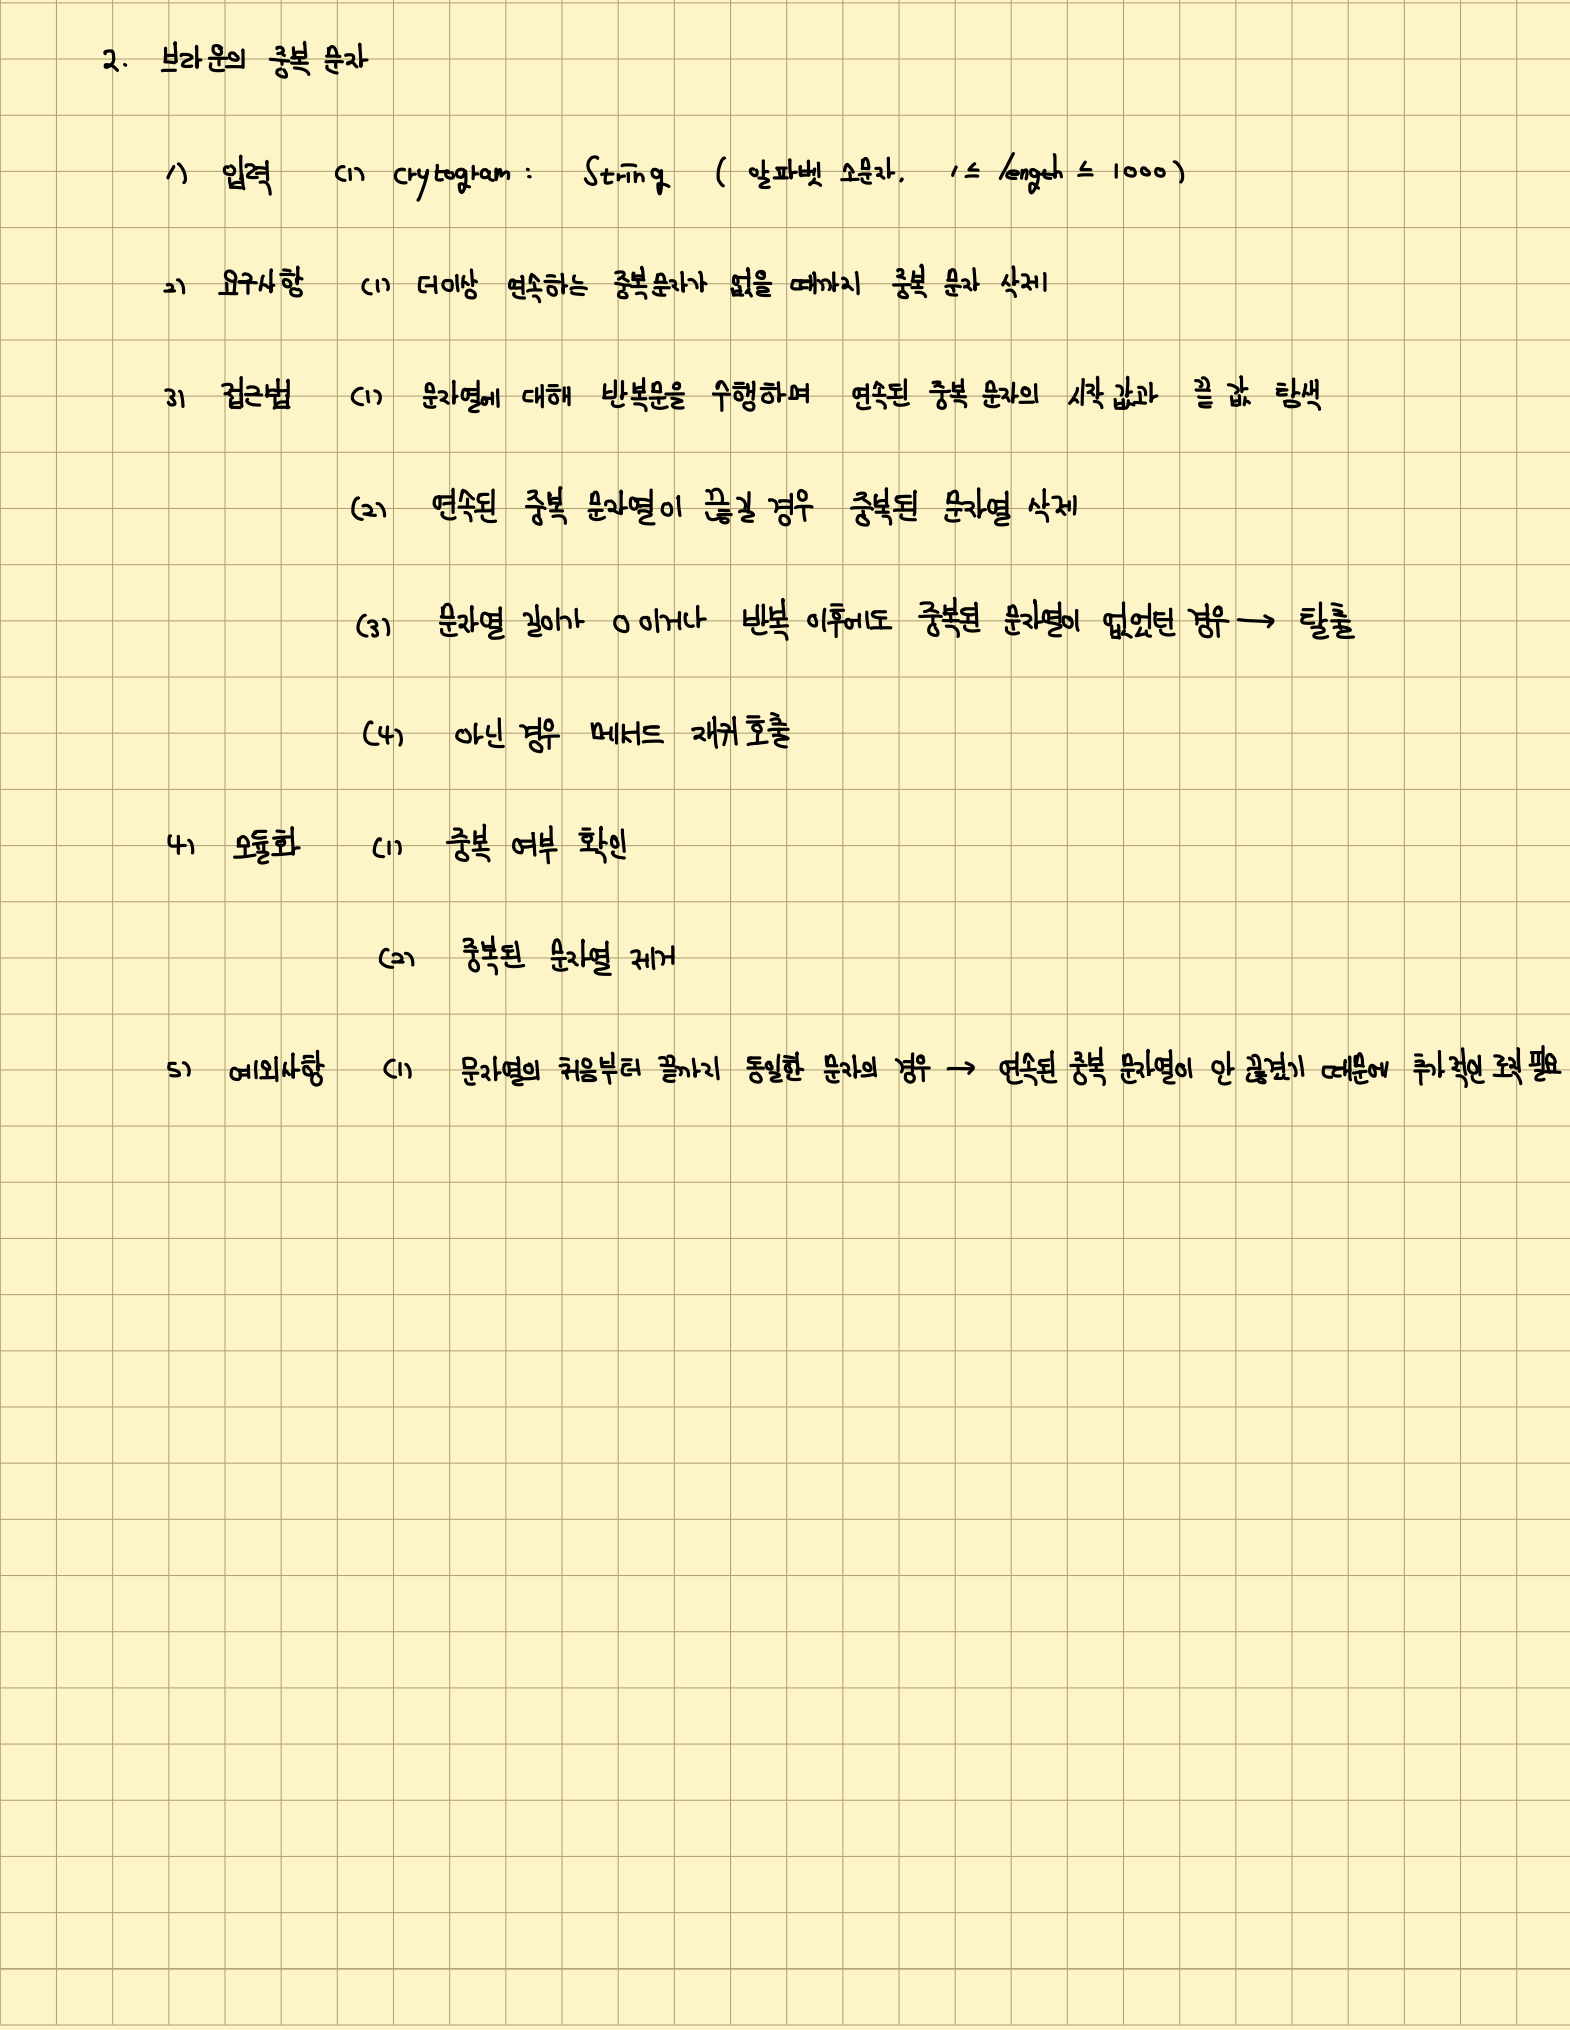 2. 브라운의 중복 문자
1) 입력 (1) crytogram : String ( 알파벳 소문자. 1 ≤ length ≤ 1000)
2) 요구사항 (1) 더이상 연속하는 중복문자가 없을 때까지 중복 문자 삭제
3) 접근법 (1) 문자열에 대해 반복문을 수행하며 연속된 중복 문자의 시작 값과 끝 값 탐색
(2) 연속된 중복 문자열이 끊길 경우 중복된 문자열 삭제
(3) 문자열 길이가 0 이거나 반복 이후에도 중복된 문자열이 없었던 경우 → 탈출
(4) 아닌 경우 메서드 재귀 호출
4) 모듈화 (1) 중복 여부 확인
(2) 중복된 문자열 제거
5) 예외사항 (1) 문자열의 처음부터 끝까지 동일한 문자의 경우 → 연속된 중복 문자열이 안 끊겼기 때문에 추가적인 로직 필요